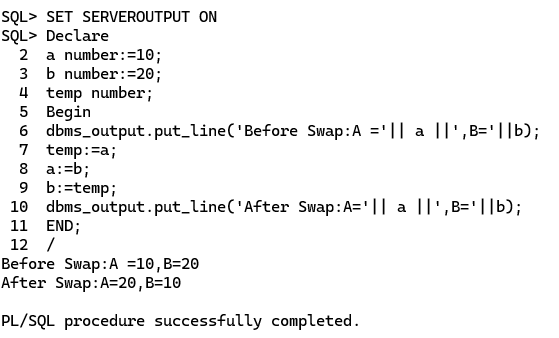 SQL> SET SERVEROUTPUT ON
SQL> Declare
  2  a number:=10;
  3  b number:=20;
  4  temp number;
  5  Begin
  6  dbms_output.put_line('Before Swap:A ='|| a ||',B='||b);
  7  temp:=a;
  8  a:=b;
  9  b:=temp;
 10  dbms_output.put_line('After Swap:A='|| a ||',B='||b);
 11  END;
 12  /
Before Swap:A =10,B=20
After Swap:A=20,B=10

PL/SQL procedure successfully completed.